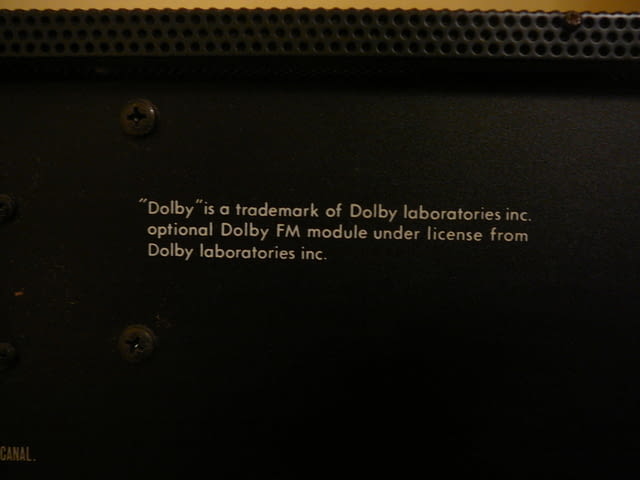 "Dolby" is a trademark of Dolby laboratories inc.
optional Dolby FM module under license from
Dolby laboratories inc.
CANAL.